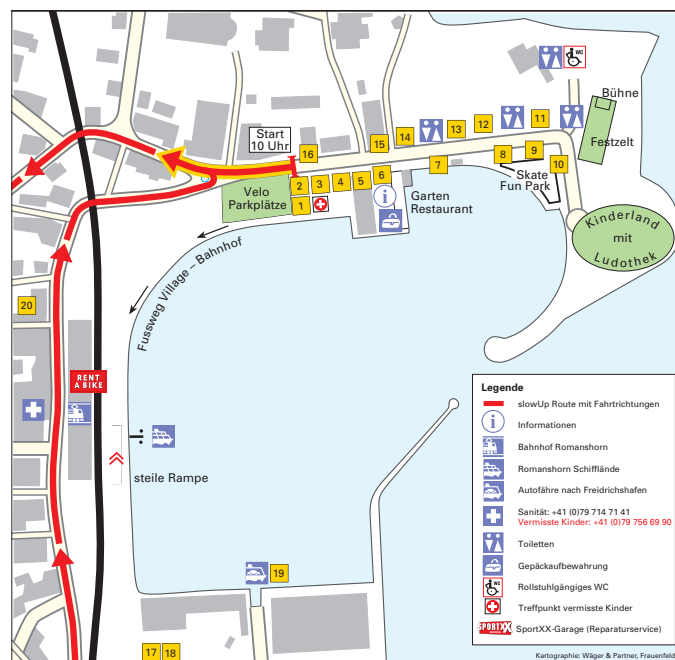 WC
Bühne
Start
10 Uhr
16
15
14
13
12
11
Festzelt
8
9
10
Skate
Fun Park
7
Garten
Restaurant
Velo
Parkplätze
2
3
4
5
6
1
i
Kinderland
mit
Ludothek
Fussweg Village – Bahnhof
20
RENT
A BIKE
steile Rampe
19
17
18
Legende
slowUp Route mit Fahrtrichtungen
i
Informationen
Bahnhof Romanshorn
Romanshorn Schifflände
Autofähre nach Freidrichshafen
Sanität: +41 (0)79 714 71 41
Vermisste Kinder: +41 (0)79 756 69 90
Toiletten
Gepäckaufbewahrung
WC
Rollstuhlgängiges WC
Treffpunkt vermisste Kinder
SPORTXX
SportXX-Garage (Reparaturservice)
Kartographie: Wäger & Partner, Frauenfeld